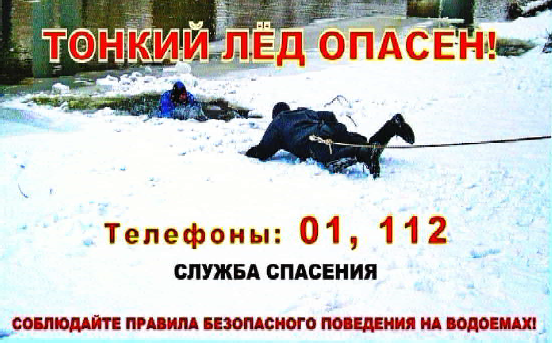 ТОНКИЙ ЛЁД ОПАСЕН!
Телефоны: 01, 112
СЛУЖБА СПАСЕНИЯ
СОБЛЮДАЙТЕ ПРАВИЛА БЕЗОПАСНОГО ПОВЕДЕНИЯ НА ВОДОЕМАХ!